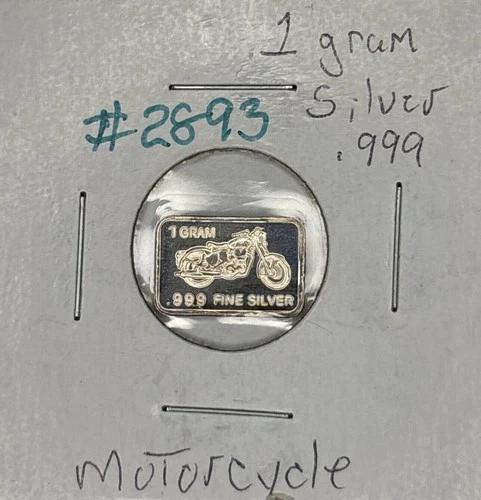 1 gram
Silver
.999
#2893
1 GRAM
.999 FINE SILVER
Motorcycle